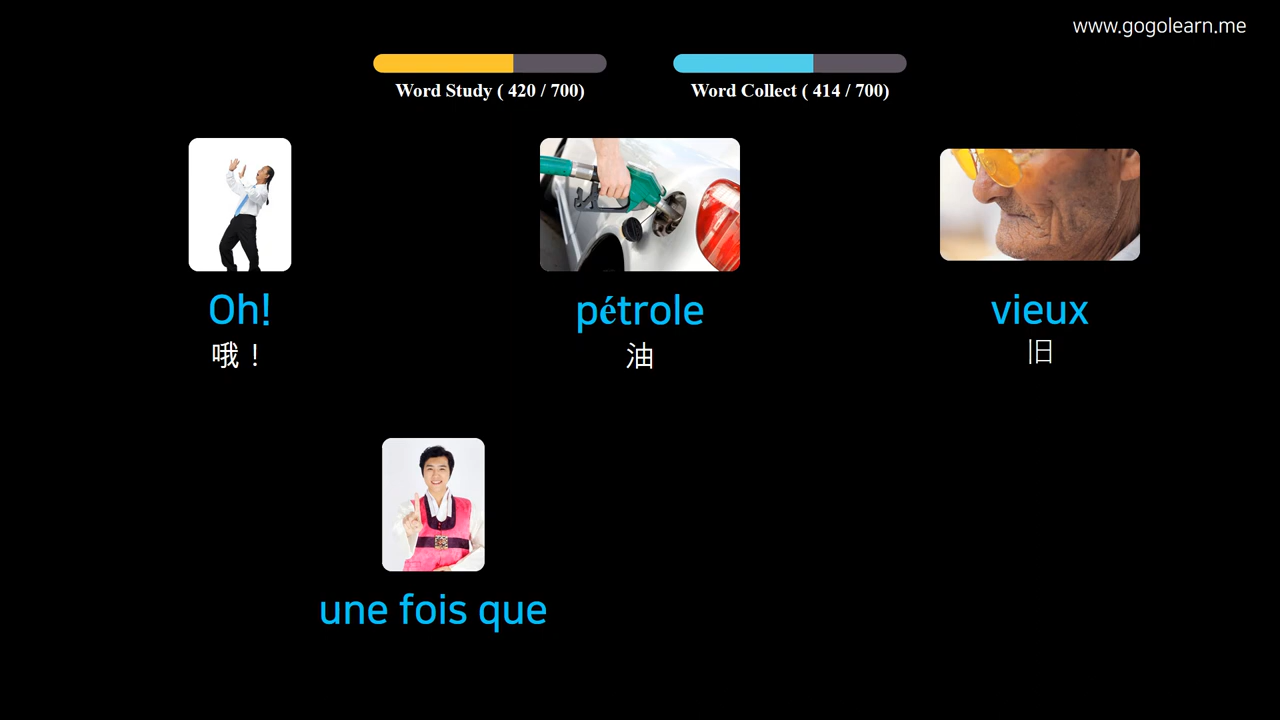 www.gogolearn.me
Word Study ( 420 / 700)
Word Collect ( 414 / 700)
Oh!
哦！
pétrole
油
vieux
旧
une fois que